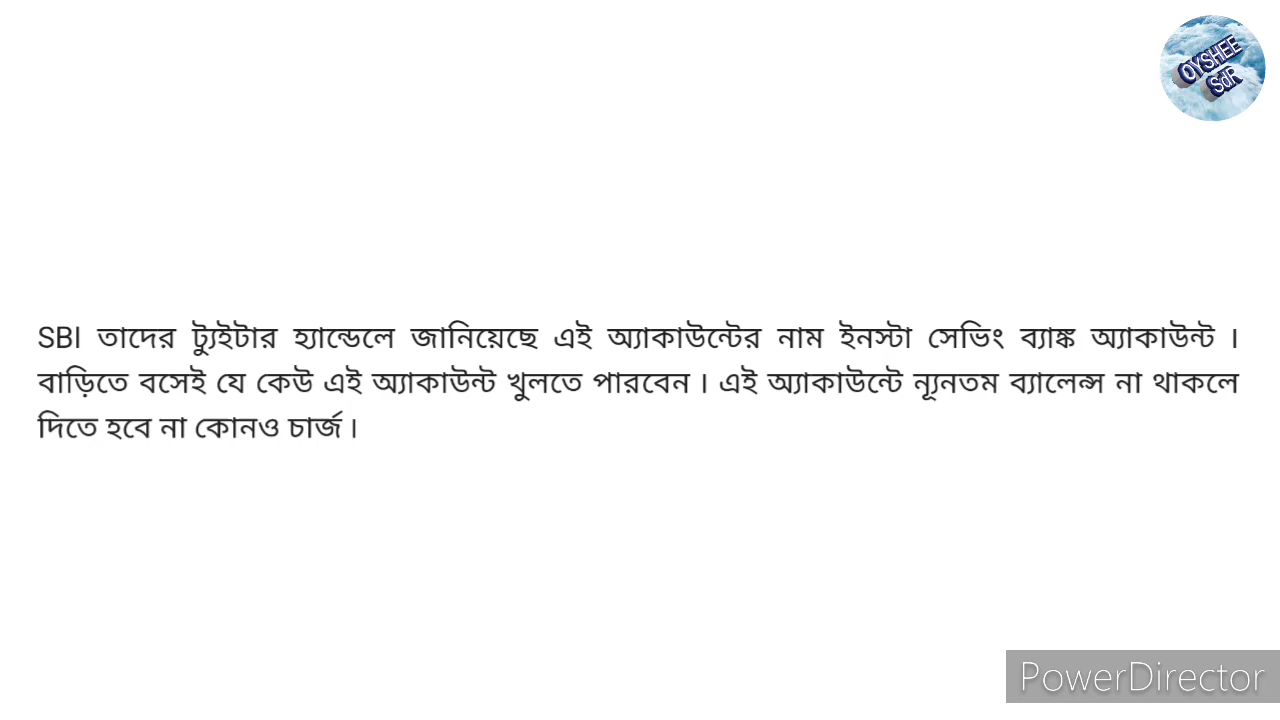 OYSHEE
SdR
SBI তাদের ট্যুইটার হ্যান্ডেলে জানিয়েছে এই অ্যাকাউন্টের নাম ইনস্টা সেভিং ব্যাঙ্ক অ্যাকাউন্ট ।
বাড়িতে বসেই যে কেউ এই অ্যাকাউন্ট খুলতে পারবেন । এই অ্যাকাউন্টে ন্যূনতম ব্যালেন্স না থাকলে
দিতে হবে না কোনও চার্জ ।
PowerDirector